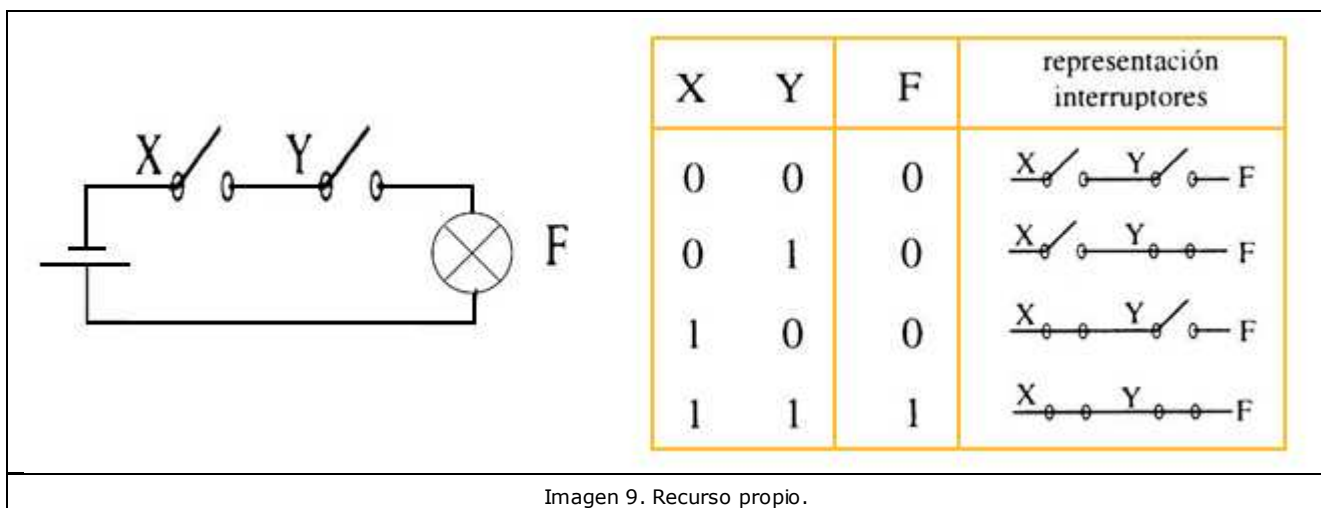 X Y F
X Y F representación
interruptores
0 0 0 X Y F
0 1 0 X Y F
1 0 0 X Y F
1 1 1 X Y F
Imagen 9. Recurso propio.